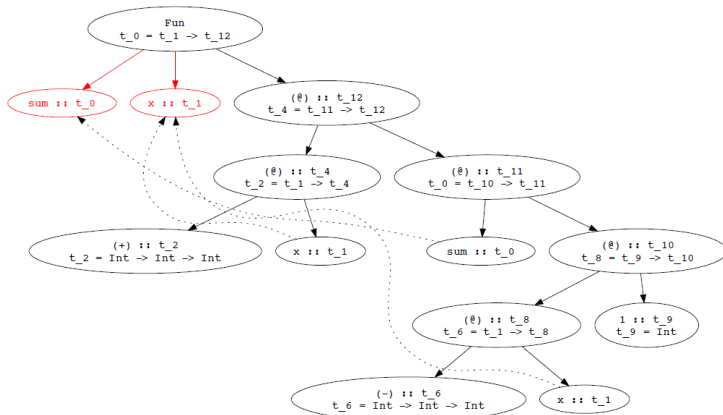 Fun
t_0 = t_1 -> t_12
sum :: t_0
x :: t_1
(@) :: t_12
t_4 = t_11 -> t_12
(@) :: t_4
t_2 = t_1 -> t_4
(@) :: t_11
t_0 = t_10 -> t_11
(+) :: t_2
t_2 = Int -> Int -> Int
x :: t_1
sum :: t_0
(@) :: t_10
t_8 = t_9 -> t_10
(@) :: t_8
t_6 = t_1 -> t_8
1 :: t_9
t_9 = Int
(-) :: t_6
t_6 = Int -> Int -> Int
x :: t_1